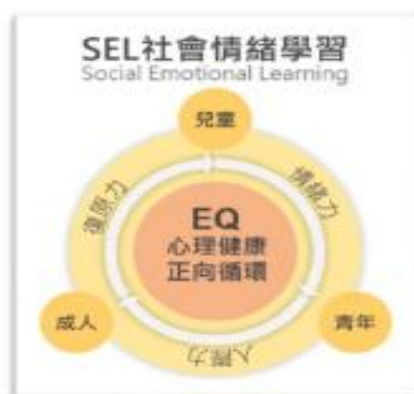 SEL社會情緒學習
Social Emotional Learning
兒童
復原力
情緒力
EQ
心理健康
正向循環
成人
青年
人際力